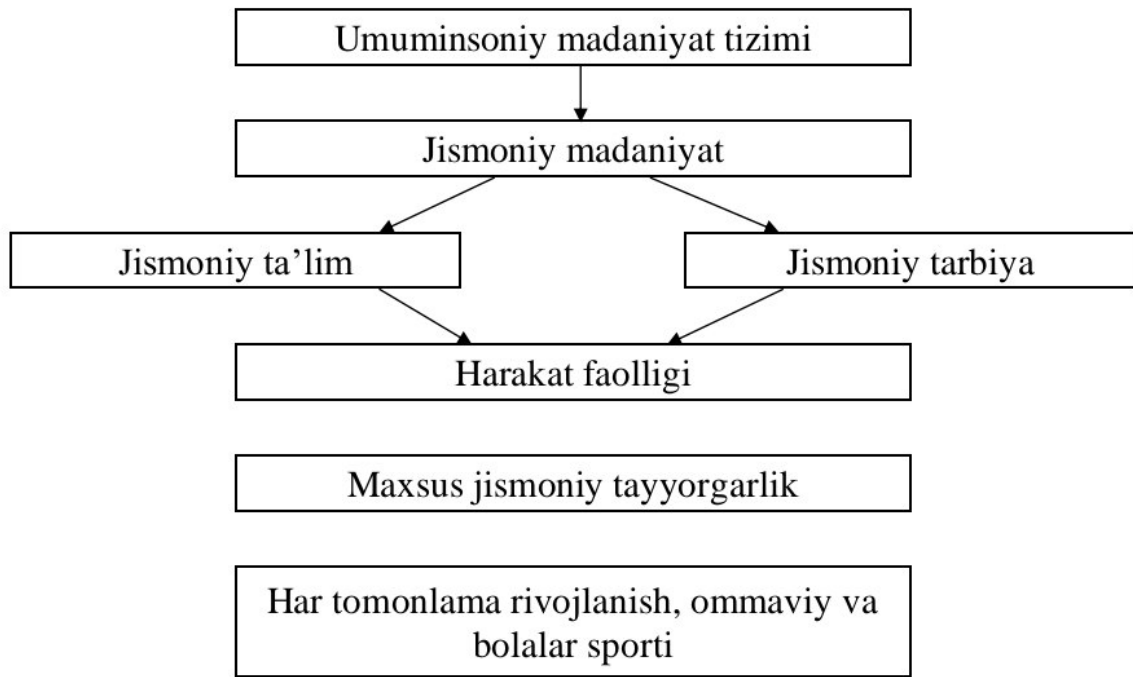 Umuminsoniy madaniyat tizimi
Jismoniy madaniyat
Jismoniy ta’lim
Jismoniy tarbiya
Harakat faolligi
Maxsus jismoniy tayyorgarlik
Har tomonlama rivojlanish, ommaviy va
bolalar sporti